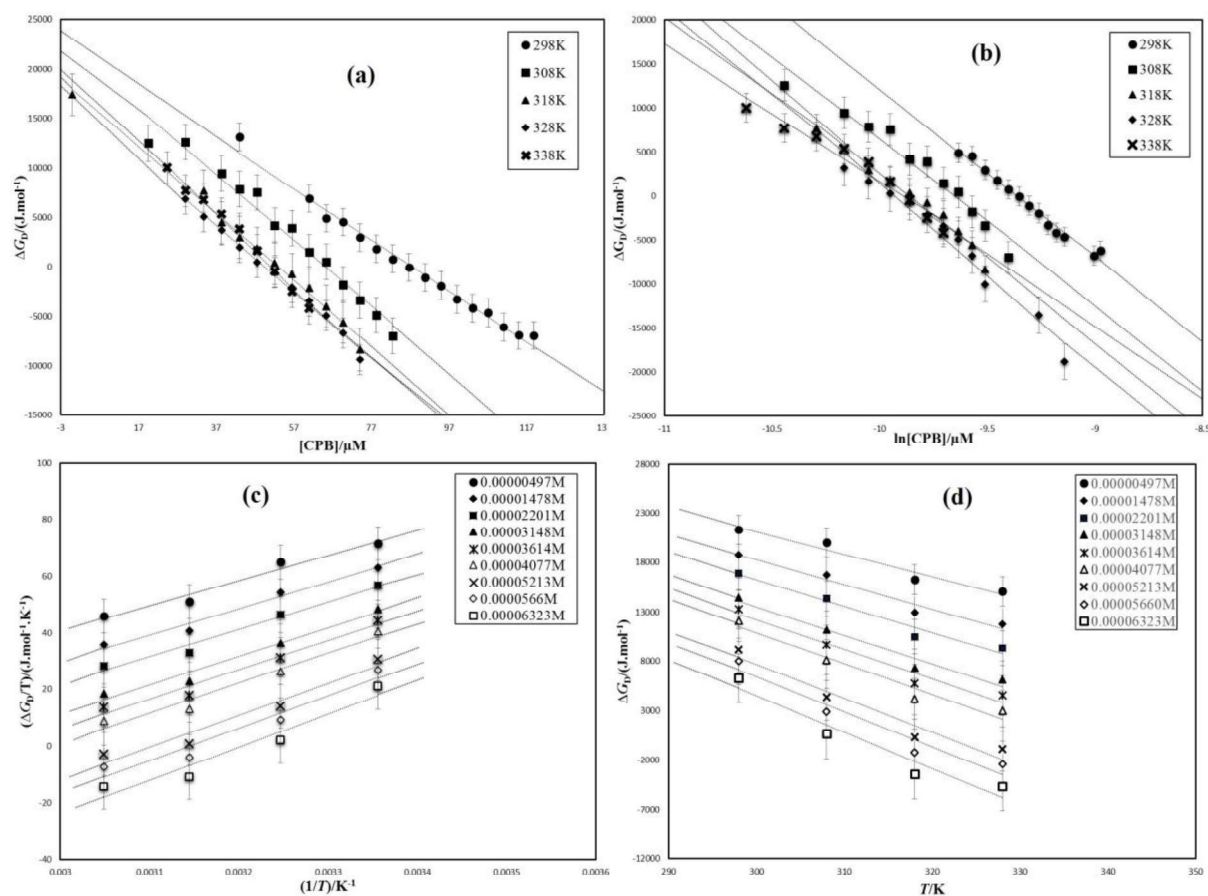 (a)
298K
308K
318K
328K
338K
ΔG_D/(J.mol⁻¹)
25000
20000
15000
10000
5000
0
-5000
-10000
-15000
-3 17 37 57 77 97 117 13
[CPB]/µM
(b)
298K
308K
318K
328K
338K
ΔG_D/(J.mol⁻¹)
20000
15000
10000
5000
0
-5000
-10000
-15000
-20000
-25000
-11 -10.5 -10 -9.5 -9 -8.5
ln[CPB]/µM
(c)
0.00000497M
0.00001478M
0.00002201M
0.00003148M
0.00003614M
0.00004077M
0.00005213M
0.0000566M
0.00006323M
(ΔG_D/T)/(J.mol⁻¹.K⁻¹)
100
80
60
40
20
0
-20
-40
0.003 0.0031 0.0032 0.0033 0.0034 0.0035 0.0036
(1/T)/K⁻¹
(d)
0.00000497M
0.00001478M
0.00002201M
0.00003148M
0.00003614M
0.00004077M
0.00005213M
0.00005660M
0.00006323M
ΔG_D/(J.mol⁻¹)
28000
23000
18000
13000
8000
3000
-2000
-7000
-12000
290 300 310 320 330 340 350
T/K